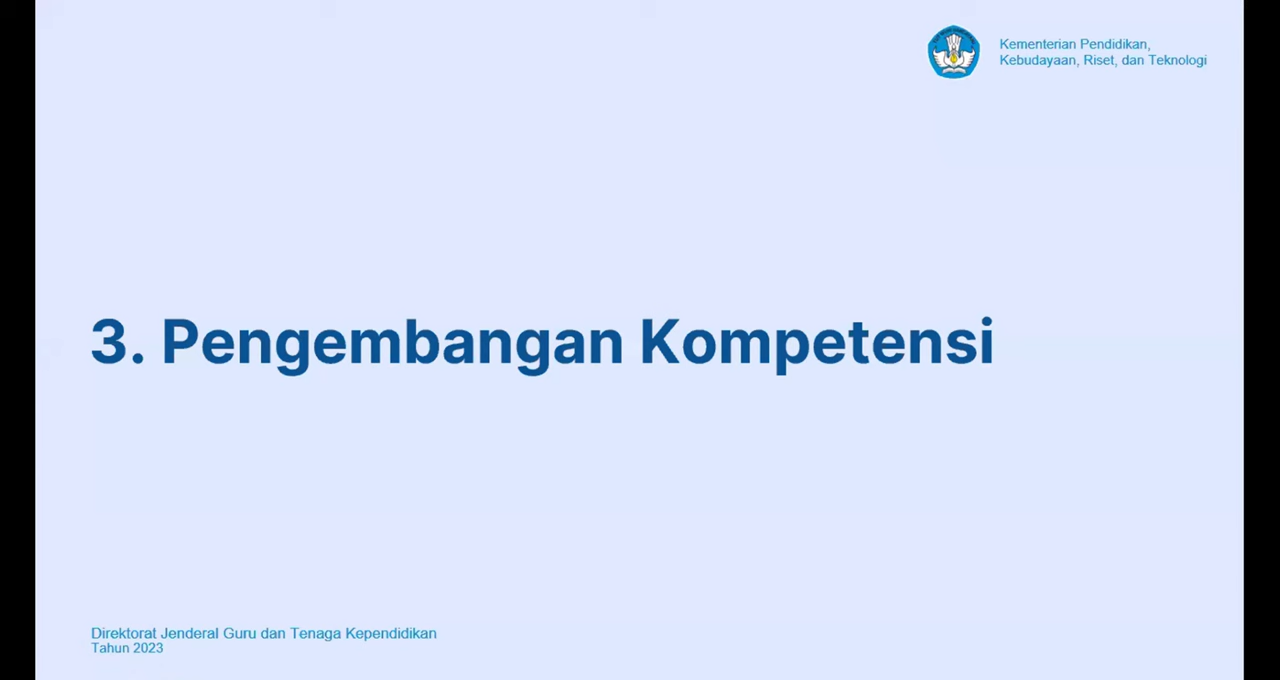 Kementerian Pendidikan,
Kebudayaan, Riset, dan Teknologi
3. Pengembangan Kompetensi
Direktorat Jenderal Guru dan Tenaga Kependidikan
Tahun 2023